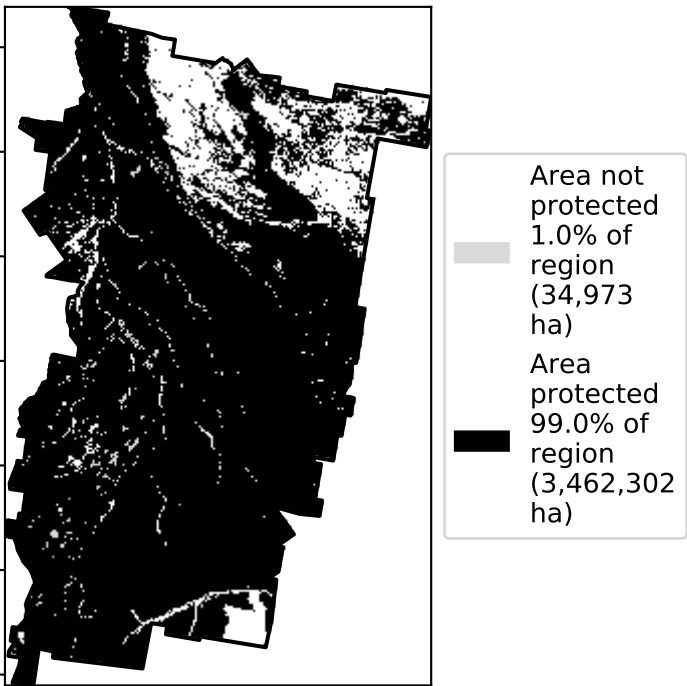 Area not
protected
1.0% of
region
(34,973
ha)
Area
protected
99.0% of
region
(3,462,302
ha)